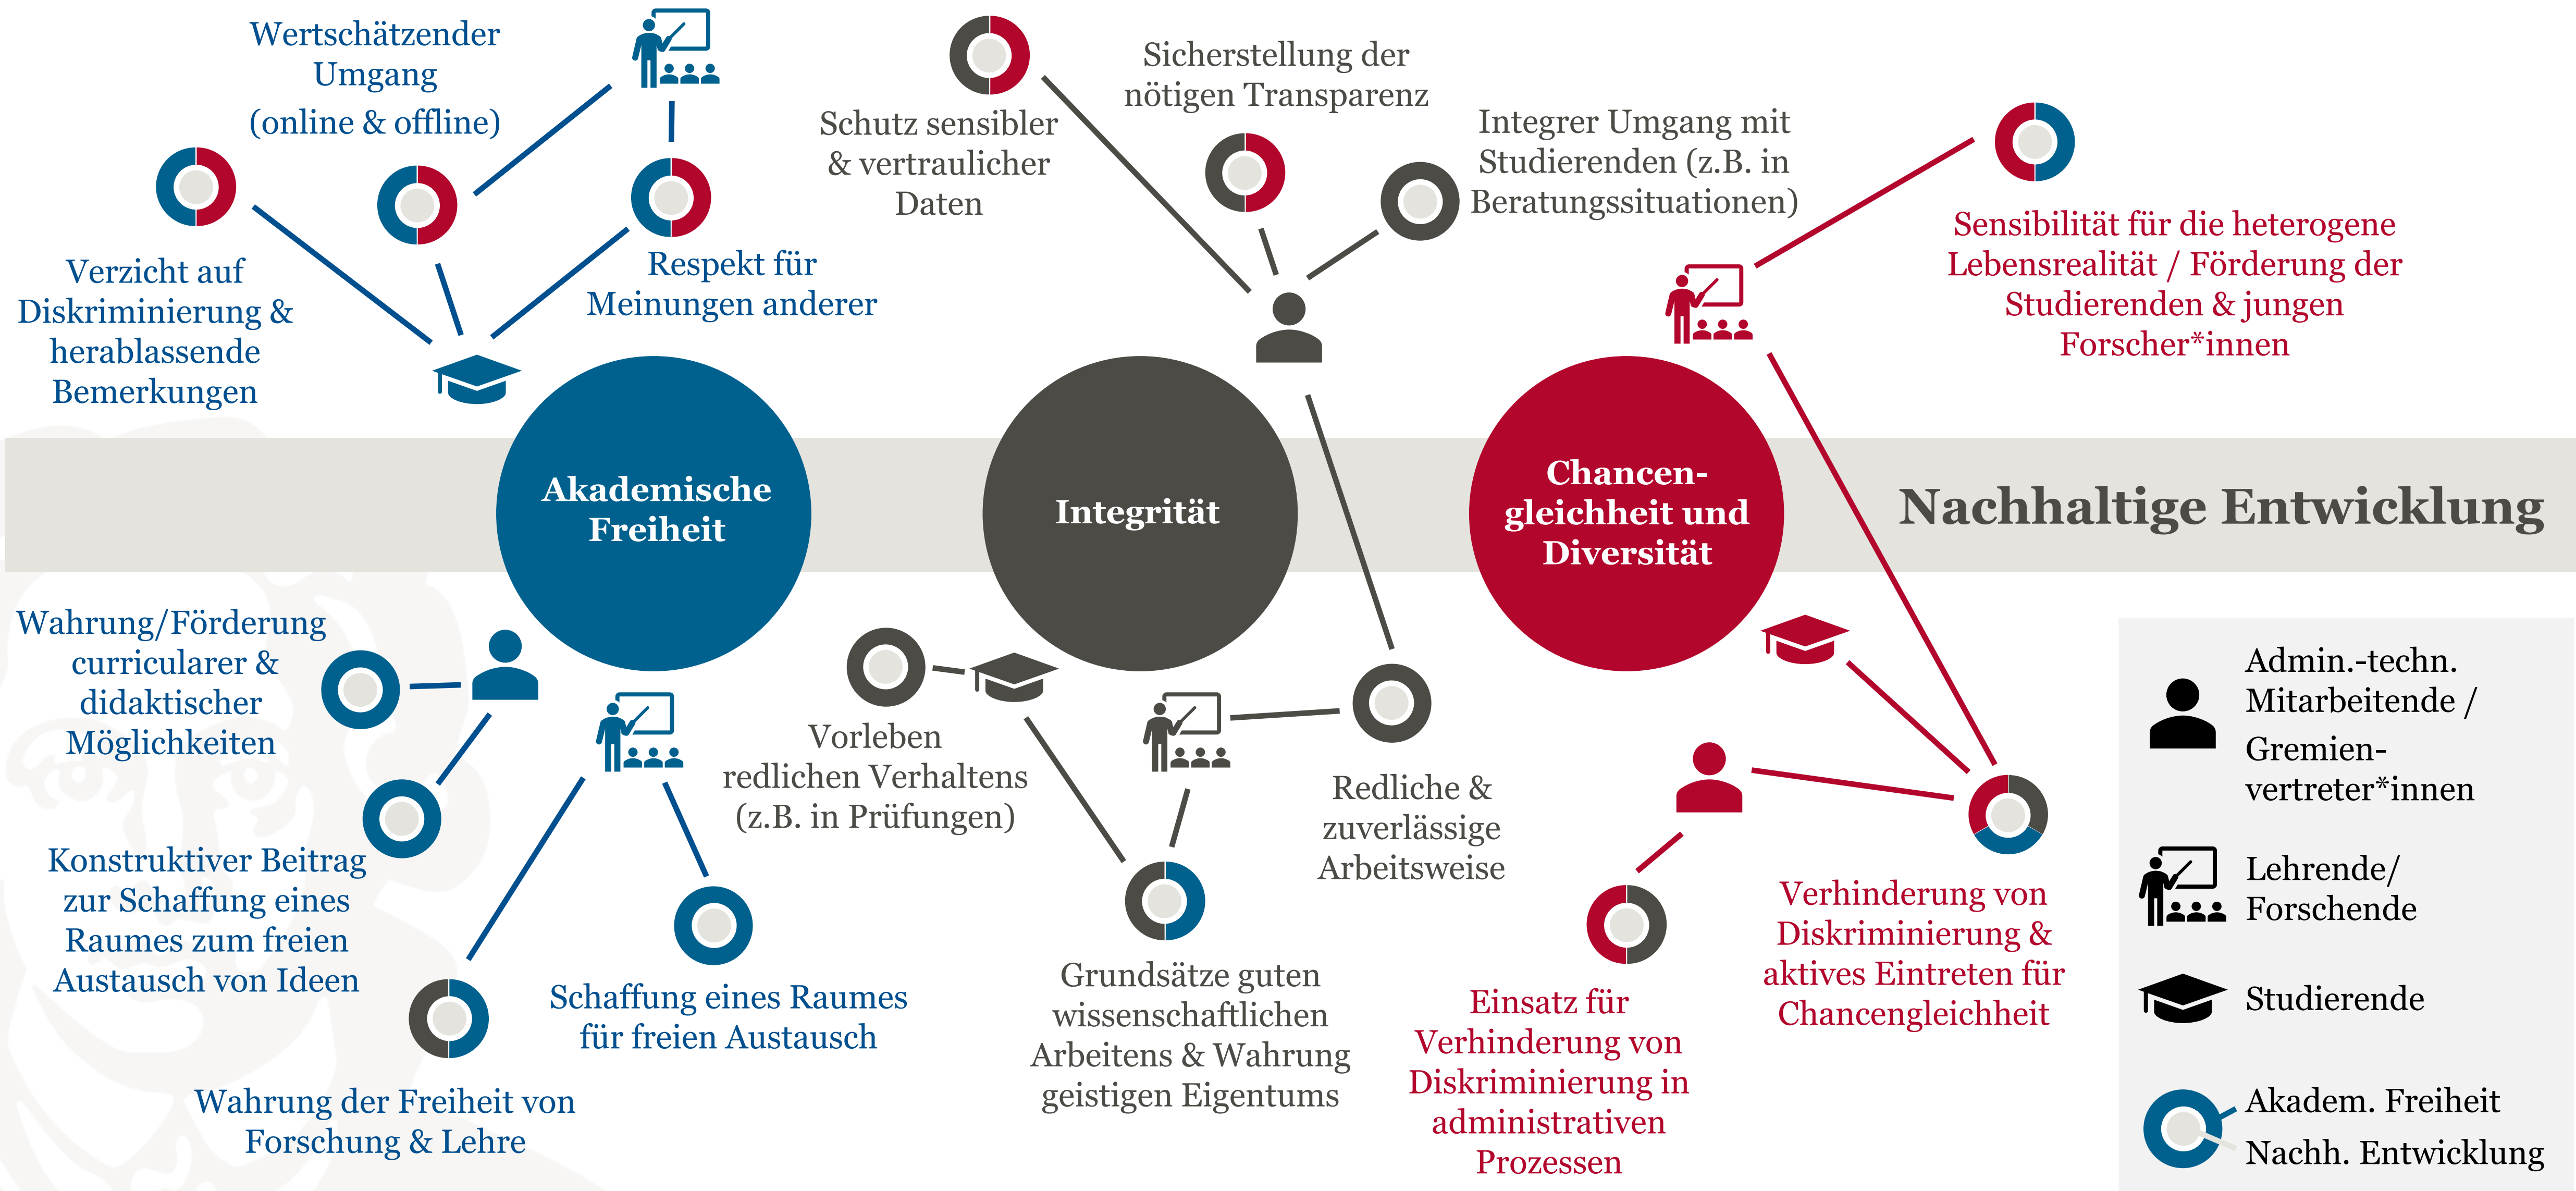 Wertschätzender
Umgang
(online & offline)
Verzicht auf
Diskriminierung &
herablassende
Bemerkungen
Respekt für
Meinungen anderer
Schutz sensibler
& vertraulicher
Daten
Sicherstellung der
nötigen Transparenz
Integrer Umgang mit
Studierenden (z.B. in
Beratungssituationen)
Sensibilität für die heterogene
Lebensrealität / Förderung der
Studierenden & jungen
Forscher*innen
Akademische
Freiheit
Integrität
Chancen-
gleichheit und
Diversität
Nachhaltige Entwicklung
Wahrung/Förderung
curricularer &
didaktischer
Möglichkeiten
Konstruktiver Beitrag
zur Schaffung eines
Raumes zum freien
Austausch von Ideen
Wahrung der Freiheit von
Forschung & Lehre
Schaffung eines Raumes
für freien Austausch
Vorleben
redlichen Verhaltens
(z.B. in Prüfungen)
Grundsätze guten
wissenschaftlichen
Arbeitens & Wahrung
geistigen Eigentums
Redliche &
zuverlässige
Arbeitsweise
Einsatz für
Verhinderung von
Diskriminierung in
administrativen
Prozessen
Verhinderung von
Diskriminierung &
aktives Eintreten für
Chancengleichheit
Admin.-techn.
Mitarbeitende /
Gremien-
vertreter*innen
Lehrende/
Forschende
Studierende
Akadem. Freiheit
Nachh. Entwicklung